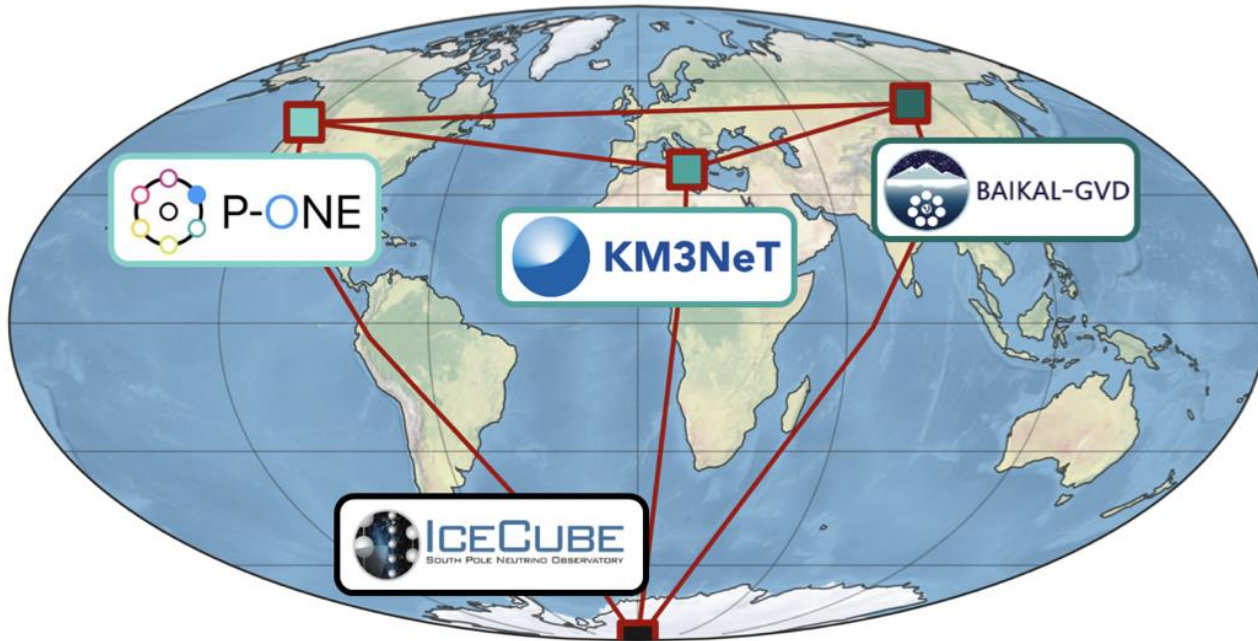 P-ONE
BAIKAL-GVD
KM3NeT
ICECUBE
SOUTH POLE NEUTRINO OBSERVATORY